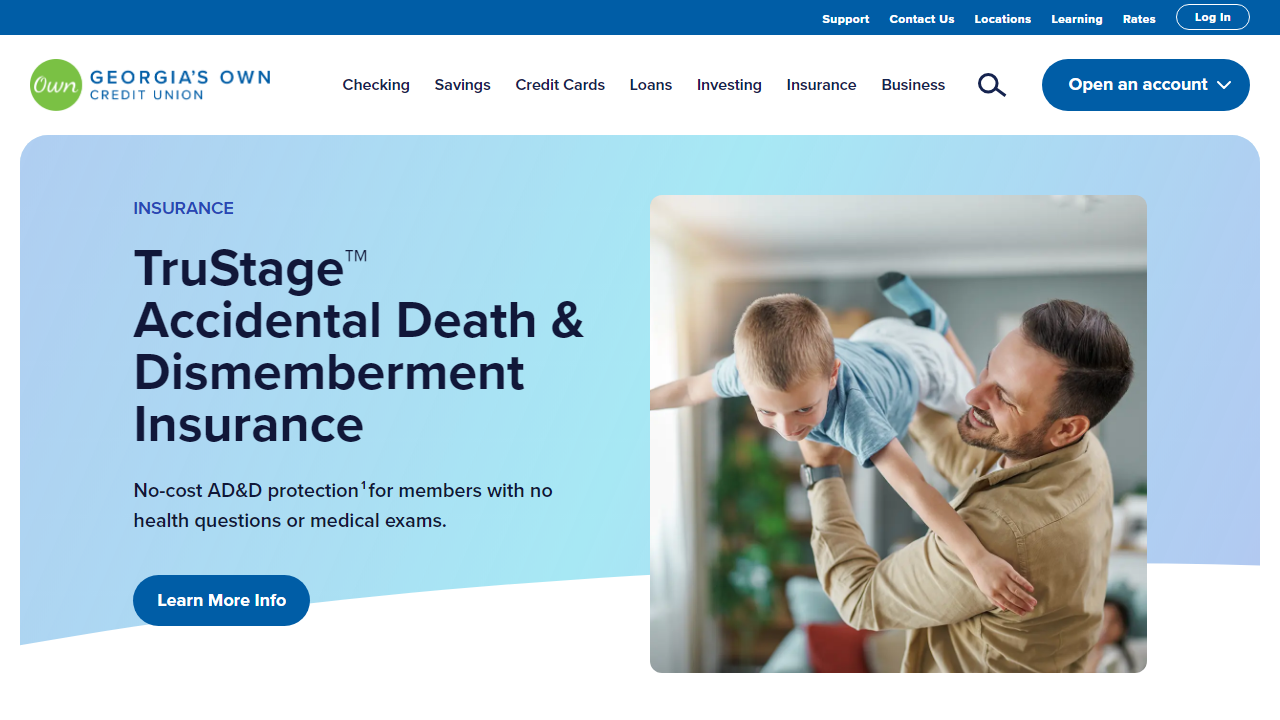 Support Contact Us Locations Learning Rates Log In
Own GEORGIA'S OWN
CREDIT UNION
Checking Savings Credit Cards Loans Investing Insurance Business Open an account
INSURANCE
TruStage™
Accidental Death &
Dismemberment
Insurance
No-cost AD&D protection¹ for members with no
health questions or medical exams.
Learn More Info